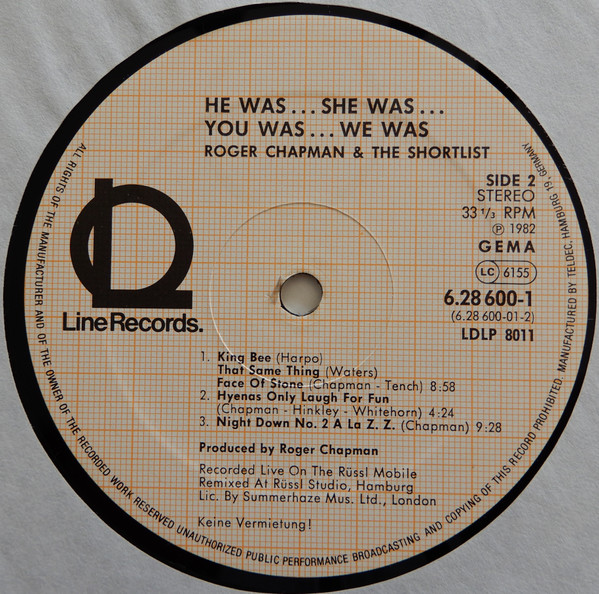 HE WAS... SHE WAS...
YOU WAS... WE WAS
ROGER CHAPMAN & THE SHORTLIST
SIDE 2
STEREO
33 1/3 RPM
Ⓟ 1982
GEMA
LC 6155
6.28 600-1
(6.28 600-01-2)
LDLP 8011
Line Records.
1. King Bee (Harpo)
That Same Thing (Waters)
Face Of Stone (Chapman - Tench) 8:58
2. Hyenas Only Laugh For Fun
(Chapman - Hinkley - Whitehorn) 4:24
3. Night Down No. 2 A La Z. Z. (Chapman) 9:28
Produced by Roger Chapman
Recorded Live On The Rüssl Mobile
Remixed At Rüssl Studio, Hamburg
Lic. By Summerhaze Mus. Ltd., London
Keine Vermietung!
ALL RIGHTS OF THE MANUFACTURER AND OF THE OWNER OF THE RECORDED WORK RESERVED UNAUTHORIZED PUBLIC PERFORMANCE BROADCASTING AND COPYING OF THIS RECORD PROHIBITED. MANUFACTURED BY TELDEC, HAMBURG 19, GERMANY